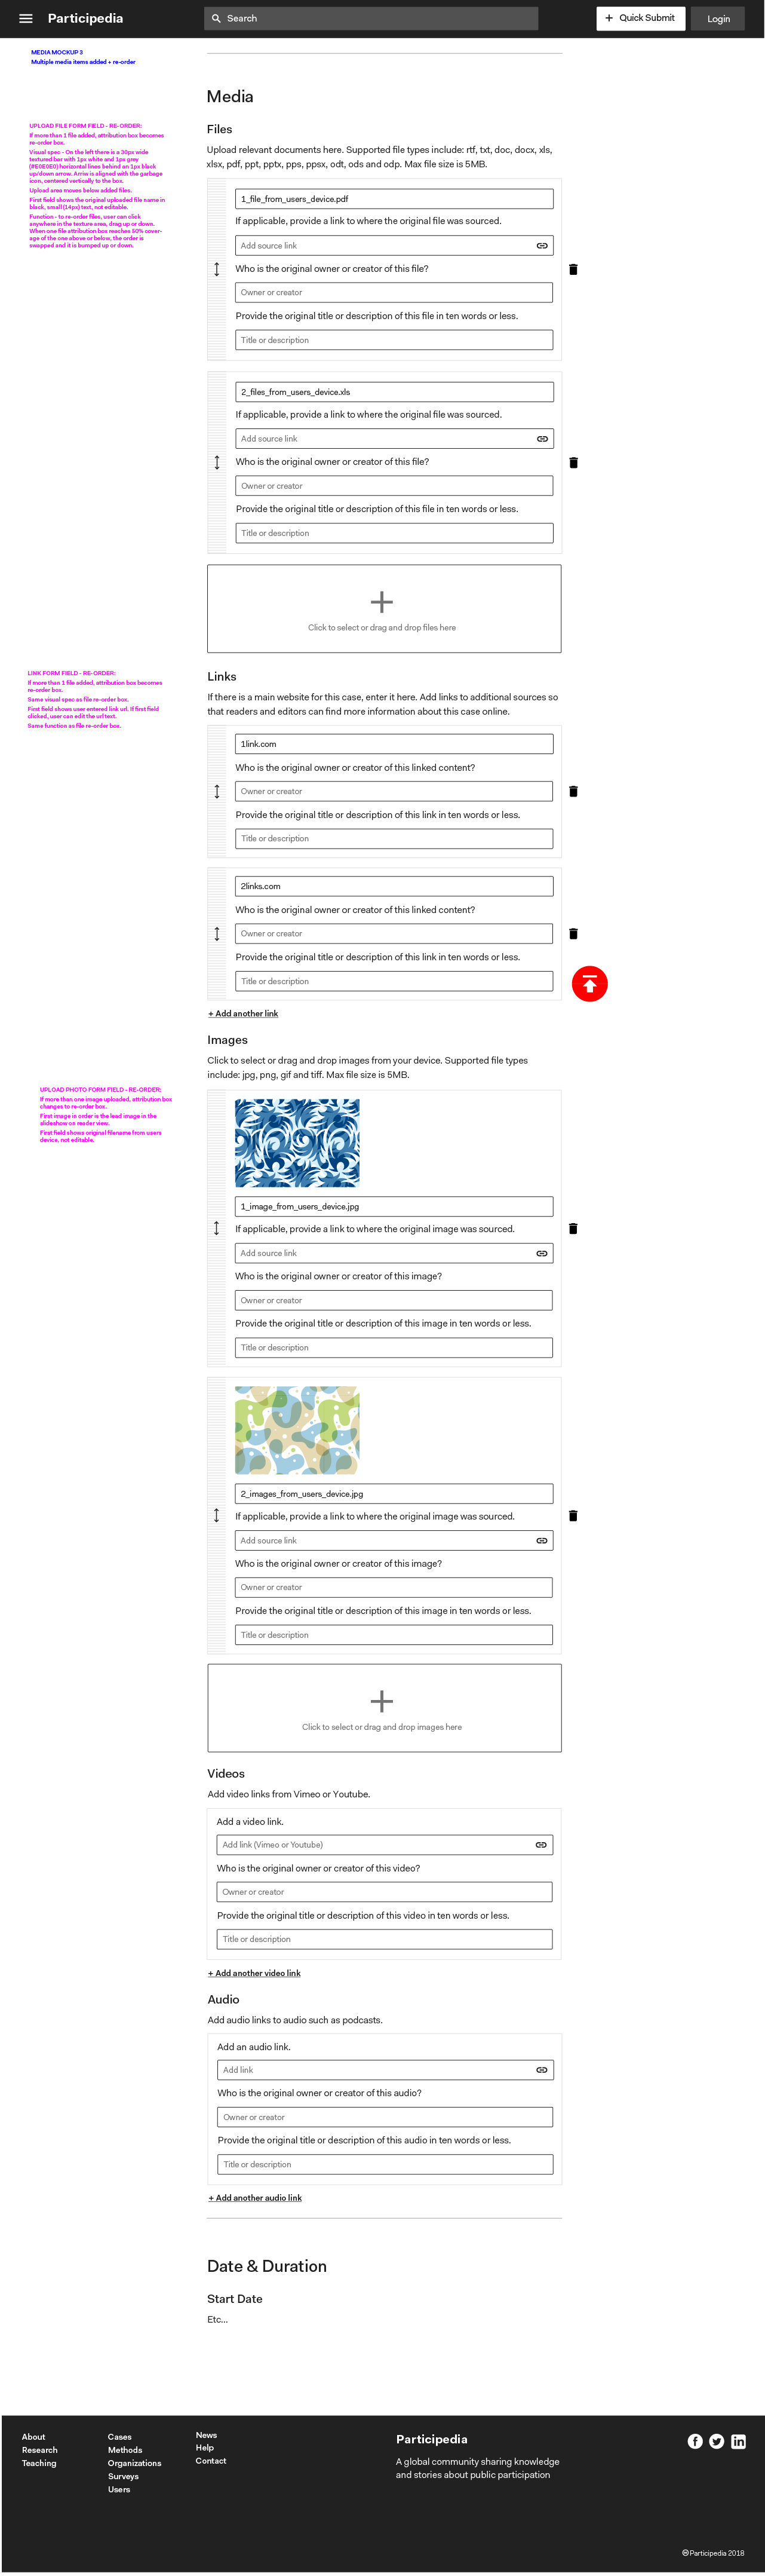 Participedia
Search
+ Quick Submit
Login
MEDIA MOCKUP 3
Multiple media items added + re-order
Media
UPLOAD FILE FORM FIELD - RE-ORDER:
If more than 1 file added, attribution box becomes
re-order box.
Visual spec - On the left there is a 30px wide
textured bar with 1px white and 1px grey
(#E0E0E0) horizontal lines behind an 1px black
up/down arrow. Arriw is aligned with the garbage
icon, centered vertically to the box.
Upload area moves below added files.
First field shows the original uploaded file name in
black, small (14px) text, not editable.
Function - to re-order files, user can click
anywhere in the texture area, drag up or down.
When one file attribution box reaches 50% cover-
age of the one above or below, the order is
swapped and it is bumped up or down.
Files
Upload relevant documents here. Supported file types include: rtf, txt, doc, docx, xls,
xlsx, pdf, ppt, pptx, pps, ppsx, odt, ods and odp. Max file size is 5MB.
1_file_from_users_device.pdf
If applicable, provide a link to where the original file was sourced.
Add source link
Who is the original owner or creator of this file?
Owner or creator
Provide the original title or description of this file in ten words or less.
Title or description
2_files_from_users_device.xls
If applicable, provide a link to where the original file was sourced.
Add source link
Who is the original owner or creator of this file?
Owner or creator
Provide the original title or description of this file in ten words or less.
Title or description
Click to select or drag and drop files here
LINK FORM FIELD - RE-ORDER:
If more than 1 file added, attribution box becomes
re-order box.
Same visual spec as file re-order box.
First field shows user entered link url. If first field
clicked, user can edit the url text.
Same function as file re-order box.
Links
If there is a main website for this case, enter it here. Add links to additional sources so
that readers and editors can find more information about this case online.
1link.com
Who is the original owner or creator of this linked content?
Owner or creator
Provide the original title or description of this link in ten words or less.
Title or description
2links.com
Who is the original owner or creator of this linked content?
Owner or creator
Provide the original title or description of this link in ten words or less.
Title or description
+ Add another link
Images
Click to select or drag and drop images from your device. Supported file types
include: jpg, png, gif and tiff. Max file size is 5MB.
UPLOAD PHOTO FORM FIELD - RE-ORDER:
If more than one image uploaded, attribution box
changes to re-order box.
First image in order is the lead image in the
slideshow on reader view.
First field shows original filename from users
device, not editable.
1_image_from_users_device.jpg
If applicable, provide a link to where the original image was sourced.
Add source link
Who is the original owner or creator of this image?
Owner or creator
Provide the original title or description of this image in ten words or less.
Title or description
2_images_from_users_device.jpg
If applicable, provide a link to where the original image was sourced.
Add source link
Who is the original owner or creator of this image?
Owner or creator
Provide the original title or description of this image in ten words or less.
Title or description
Click to select or drag and drop images here
Videos
Add video links from Vimeo or Youtube.
Add a video link.
Add link (Vimeo or Youtube)
Who is the original owner or creator of this video?
Owner or creator
Provide the original title or description of this video in ten words or less.
Title or description
+ Add another video link
Audio
Add audio links to audio such as podcasts.
Add an audio link.
Add link
Who is the original owner or creator of this audio?
Owner or creator
Provide the original title or description of this audio in ten words or less.
Title or description
+ Add another audio link
Date & Duration
Start Date
Etc...
About
Research
Teaching
Cases
Methods
Organizations
Surveys
Users
News
Help
Contact
Participedia
A global community sharing knowledge
and stories about public participation
Participedia 2018